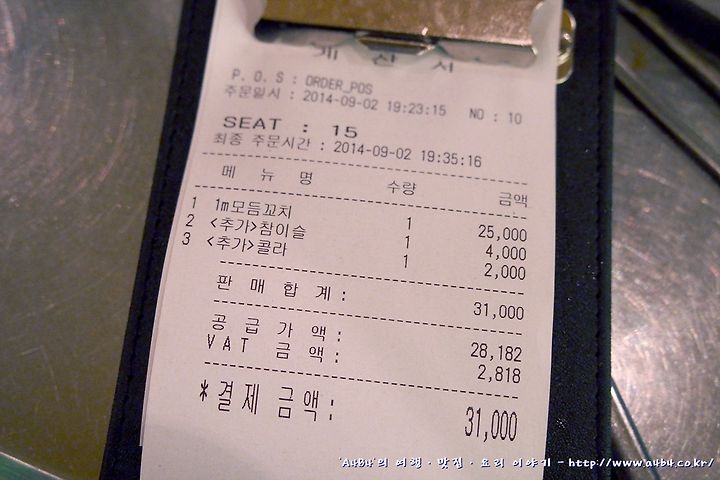 계 산 서
P.O.S : ORDER_POS
주문일시 : 2014-09-02 19:23:15 NO : 10
SEAT : 15
최종 주문시간 : 2014-09-02 19:35:16
메 뉴 명 수량 금액
1 1m모듬꼬치 1 25,000
2 <추가>참이슬 1 4,000
3 <추가>콜라 1 2,000
판 매 합 계 : 31,000
공 급 가 액 : 28,182
VAT 금 액 : 2,818
*결제 금액 : 31,000
'A4B4'의 여행·맛집·요리 이야기 - http://www.a4b4.co.kr/